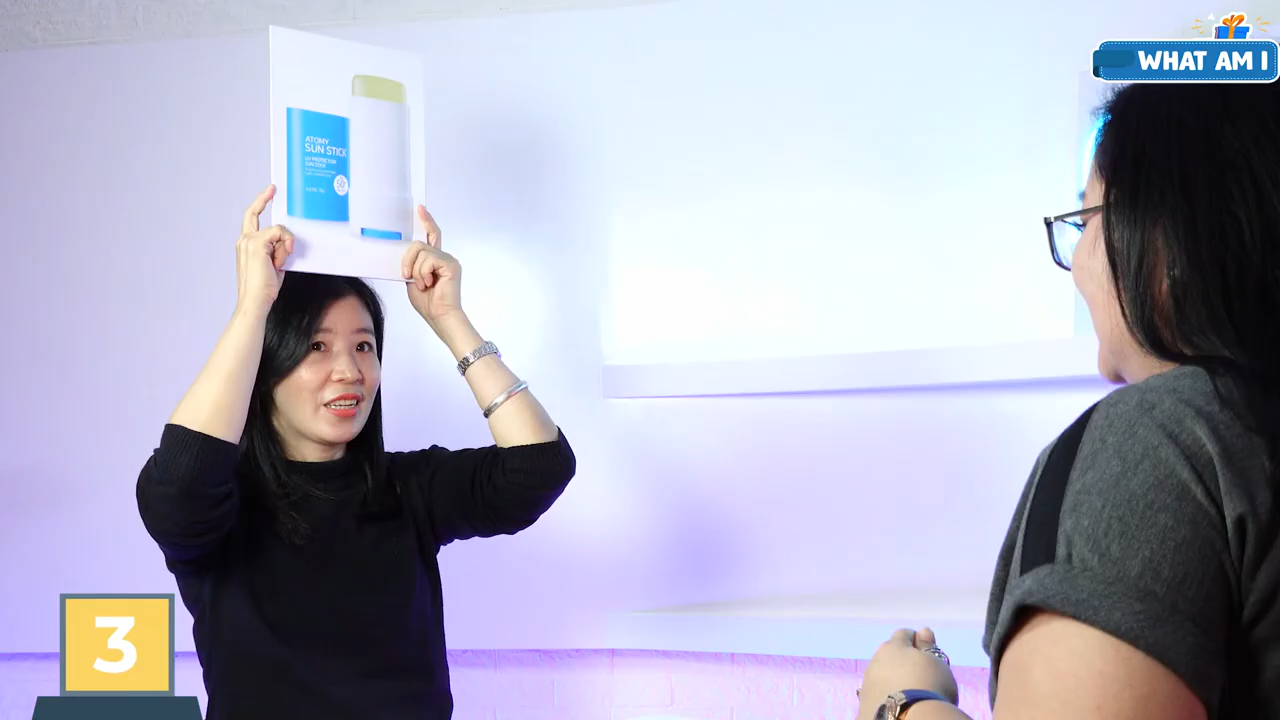 WHAT AM I
ATOMY
SUN STICK
UV PROTECTOR
SUN STICK
50+
3